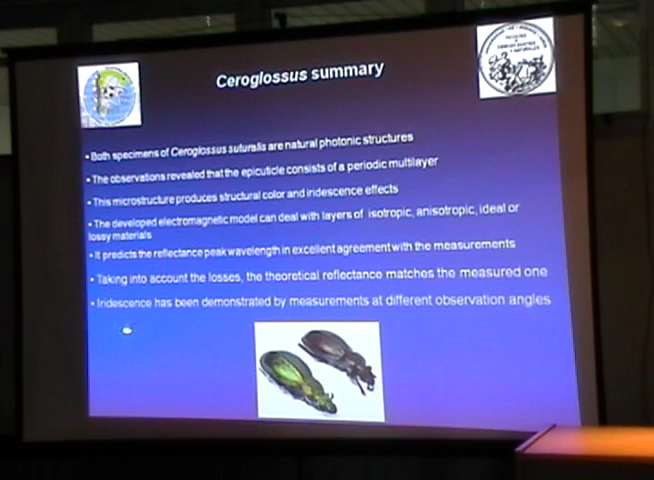 Ceroglossus summary
• Both specimens of Ceroglossus suturalis are natural photonic structures
• The observations revealed that the epicuticle consists of a periodic multilayer
• This microstructure produces structural color and iridescence effects
• The developed electromagnetic model can deal with layers of isotropic, anisotropic, ideal or
lossy materials
• It predicts the reflectance peak wavelength in excellent agreement with the measurements
• Taking into account the losses, the theoretical reflectance matches the measured one
• Iridescence has been demonstrated by measurements at different observation angles